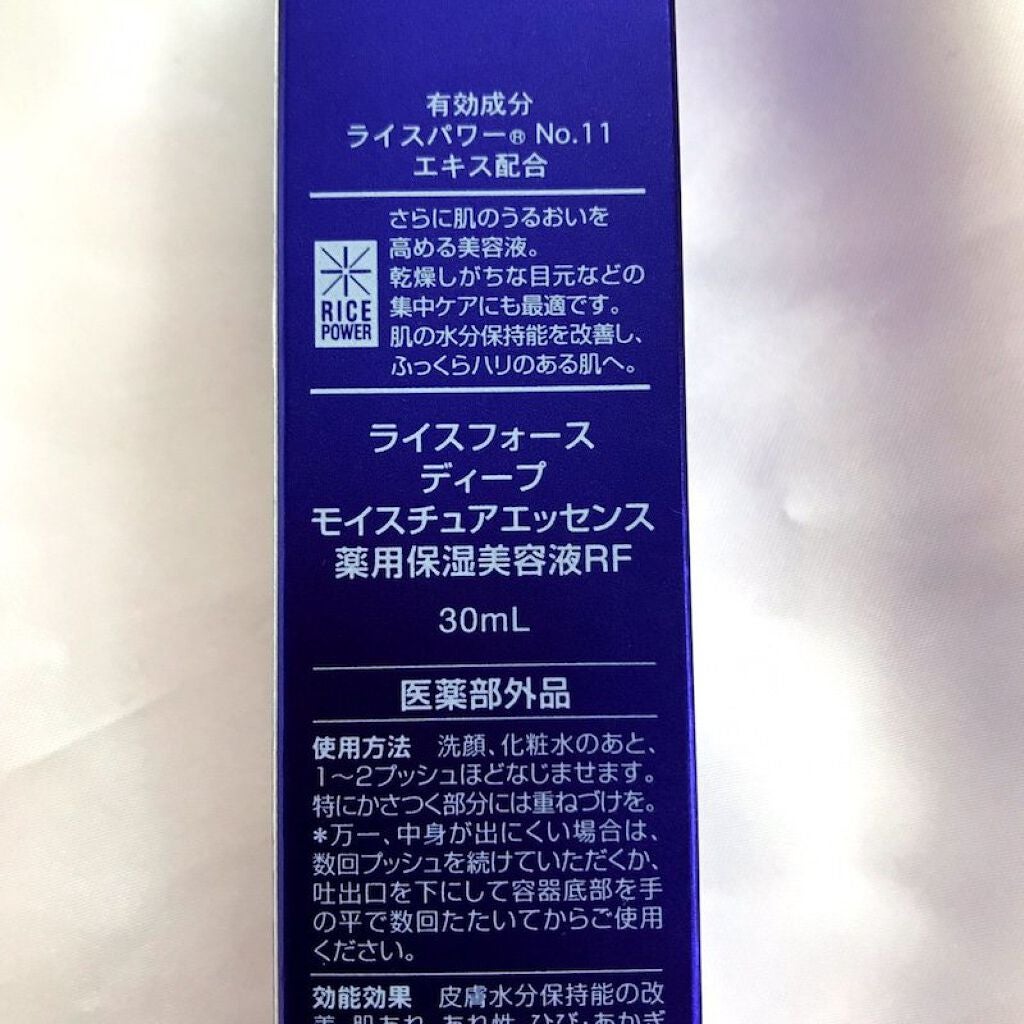 有効成分
ライスパワー® No.11
エキス配合
RICE
POWER
さらに肌のうるおいを
高める美容液。
乾燥しがちな目元などの
集中ケアにも最適です。
肌の水分保持能を改善し、
ふっくらハリのある肌へ。
ライスフォース
ディープ
モイスチュアエッセンス
薬用保湿美容液RF
30mL
医薬部外品
使用方法 洗顔、化粧水のあと、
1～2プッシュほどなじませます。
特にかさつく部分には重ねづけを。
*万一、中身が出にくい場合は、
数回プッシュを続けていただくか、
吐出口を下にして容器底部を手
の平で数回たたいてからご使用
ください。
効能効果 皮膚水分保持能の改
善、肌あれ、あれ性、ひび・あかぎ